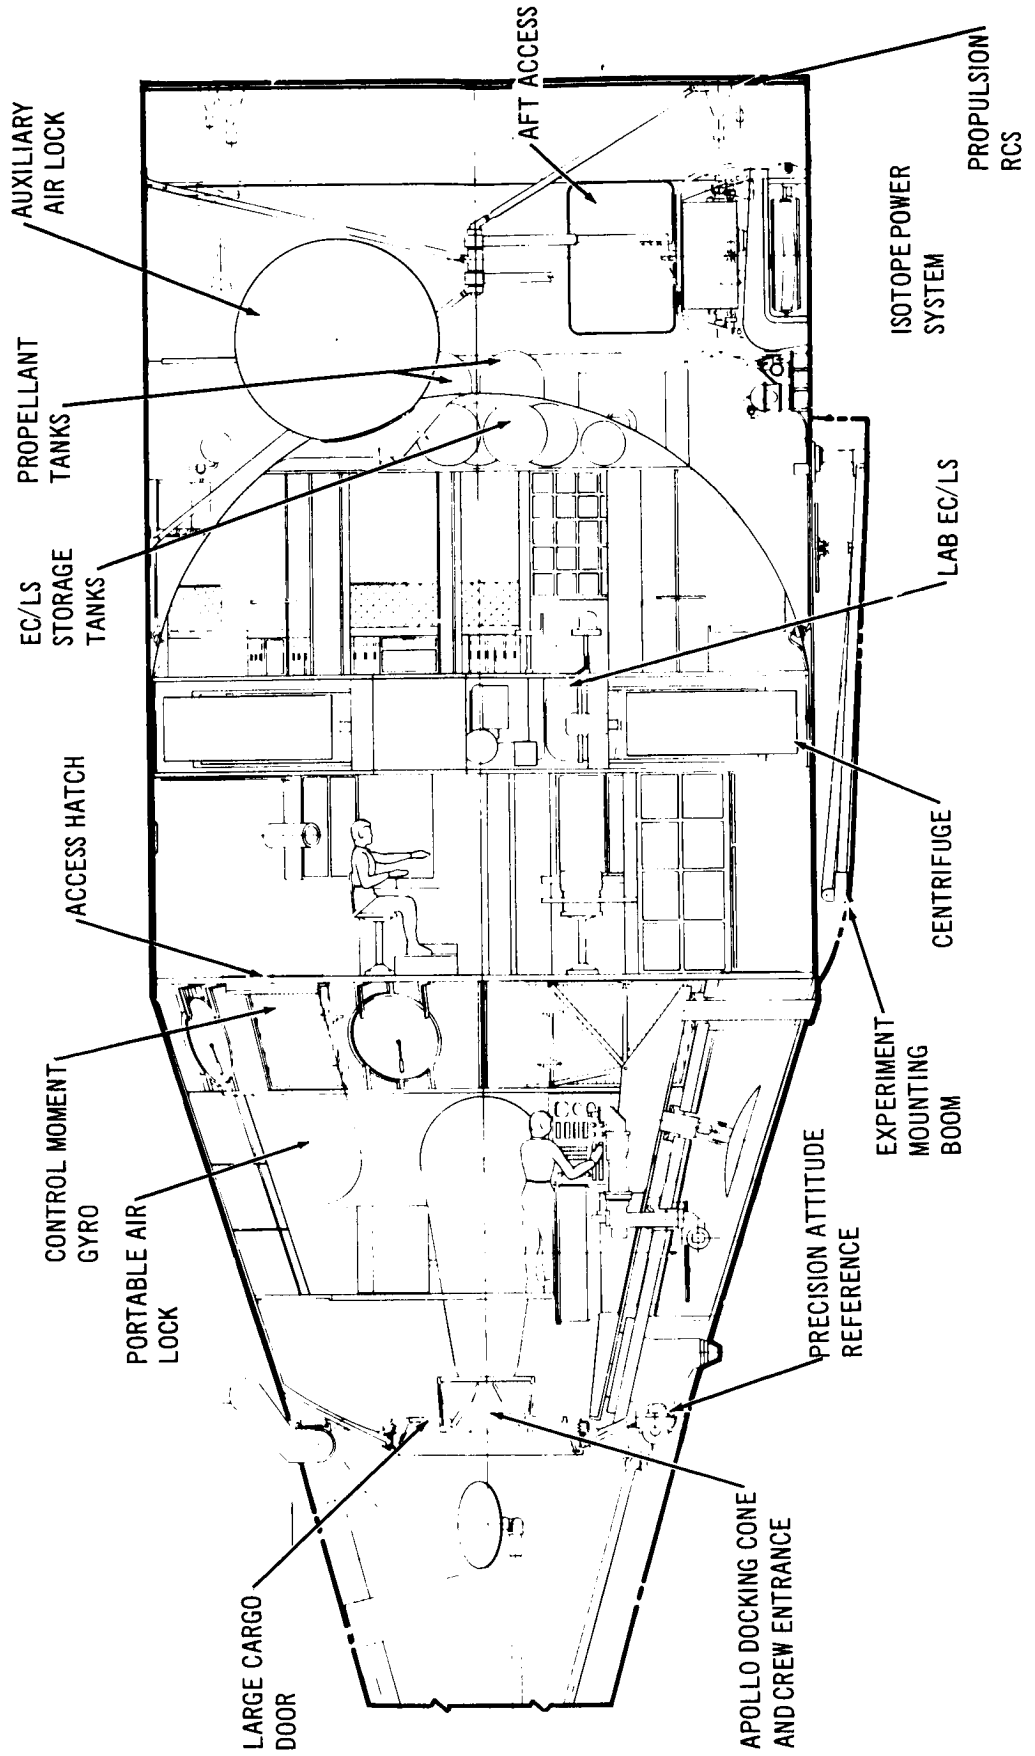 LARGE CARGO
DOOR
PORTABLE AIR
LOCK
CONTROL MOMENT
GYRO
ACCESS HATCH
EC/LS
STORAGE
TANKS
PROPELLANT
TANKS
AUXILIARY
AIR LOCK
APOLLO DOCKING CONE
AND CREW ENTRANCE
PRECISION ATTITUDE
REFERENCE
EXPERIMENT
MOUNTING
BOOM
CENTRIFUGE
LAB EC/LS
ISOTOPE POWER
SYSTEM
AFT ACCESS
PROPULSION
RCS